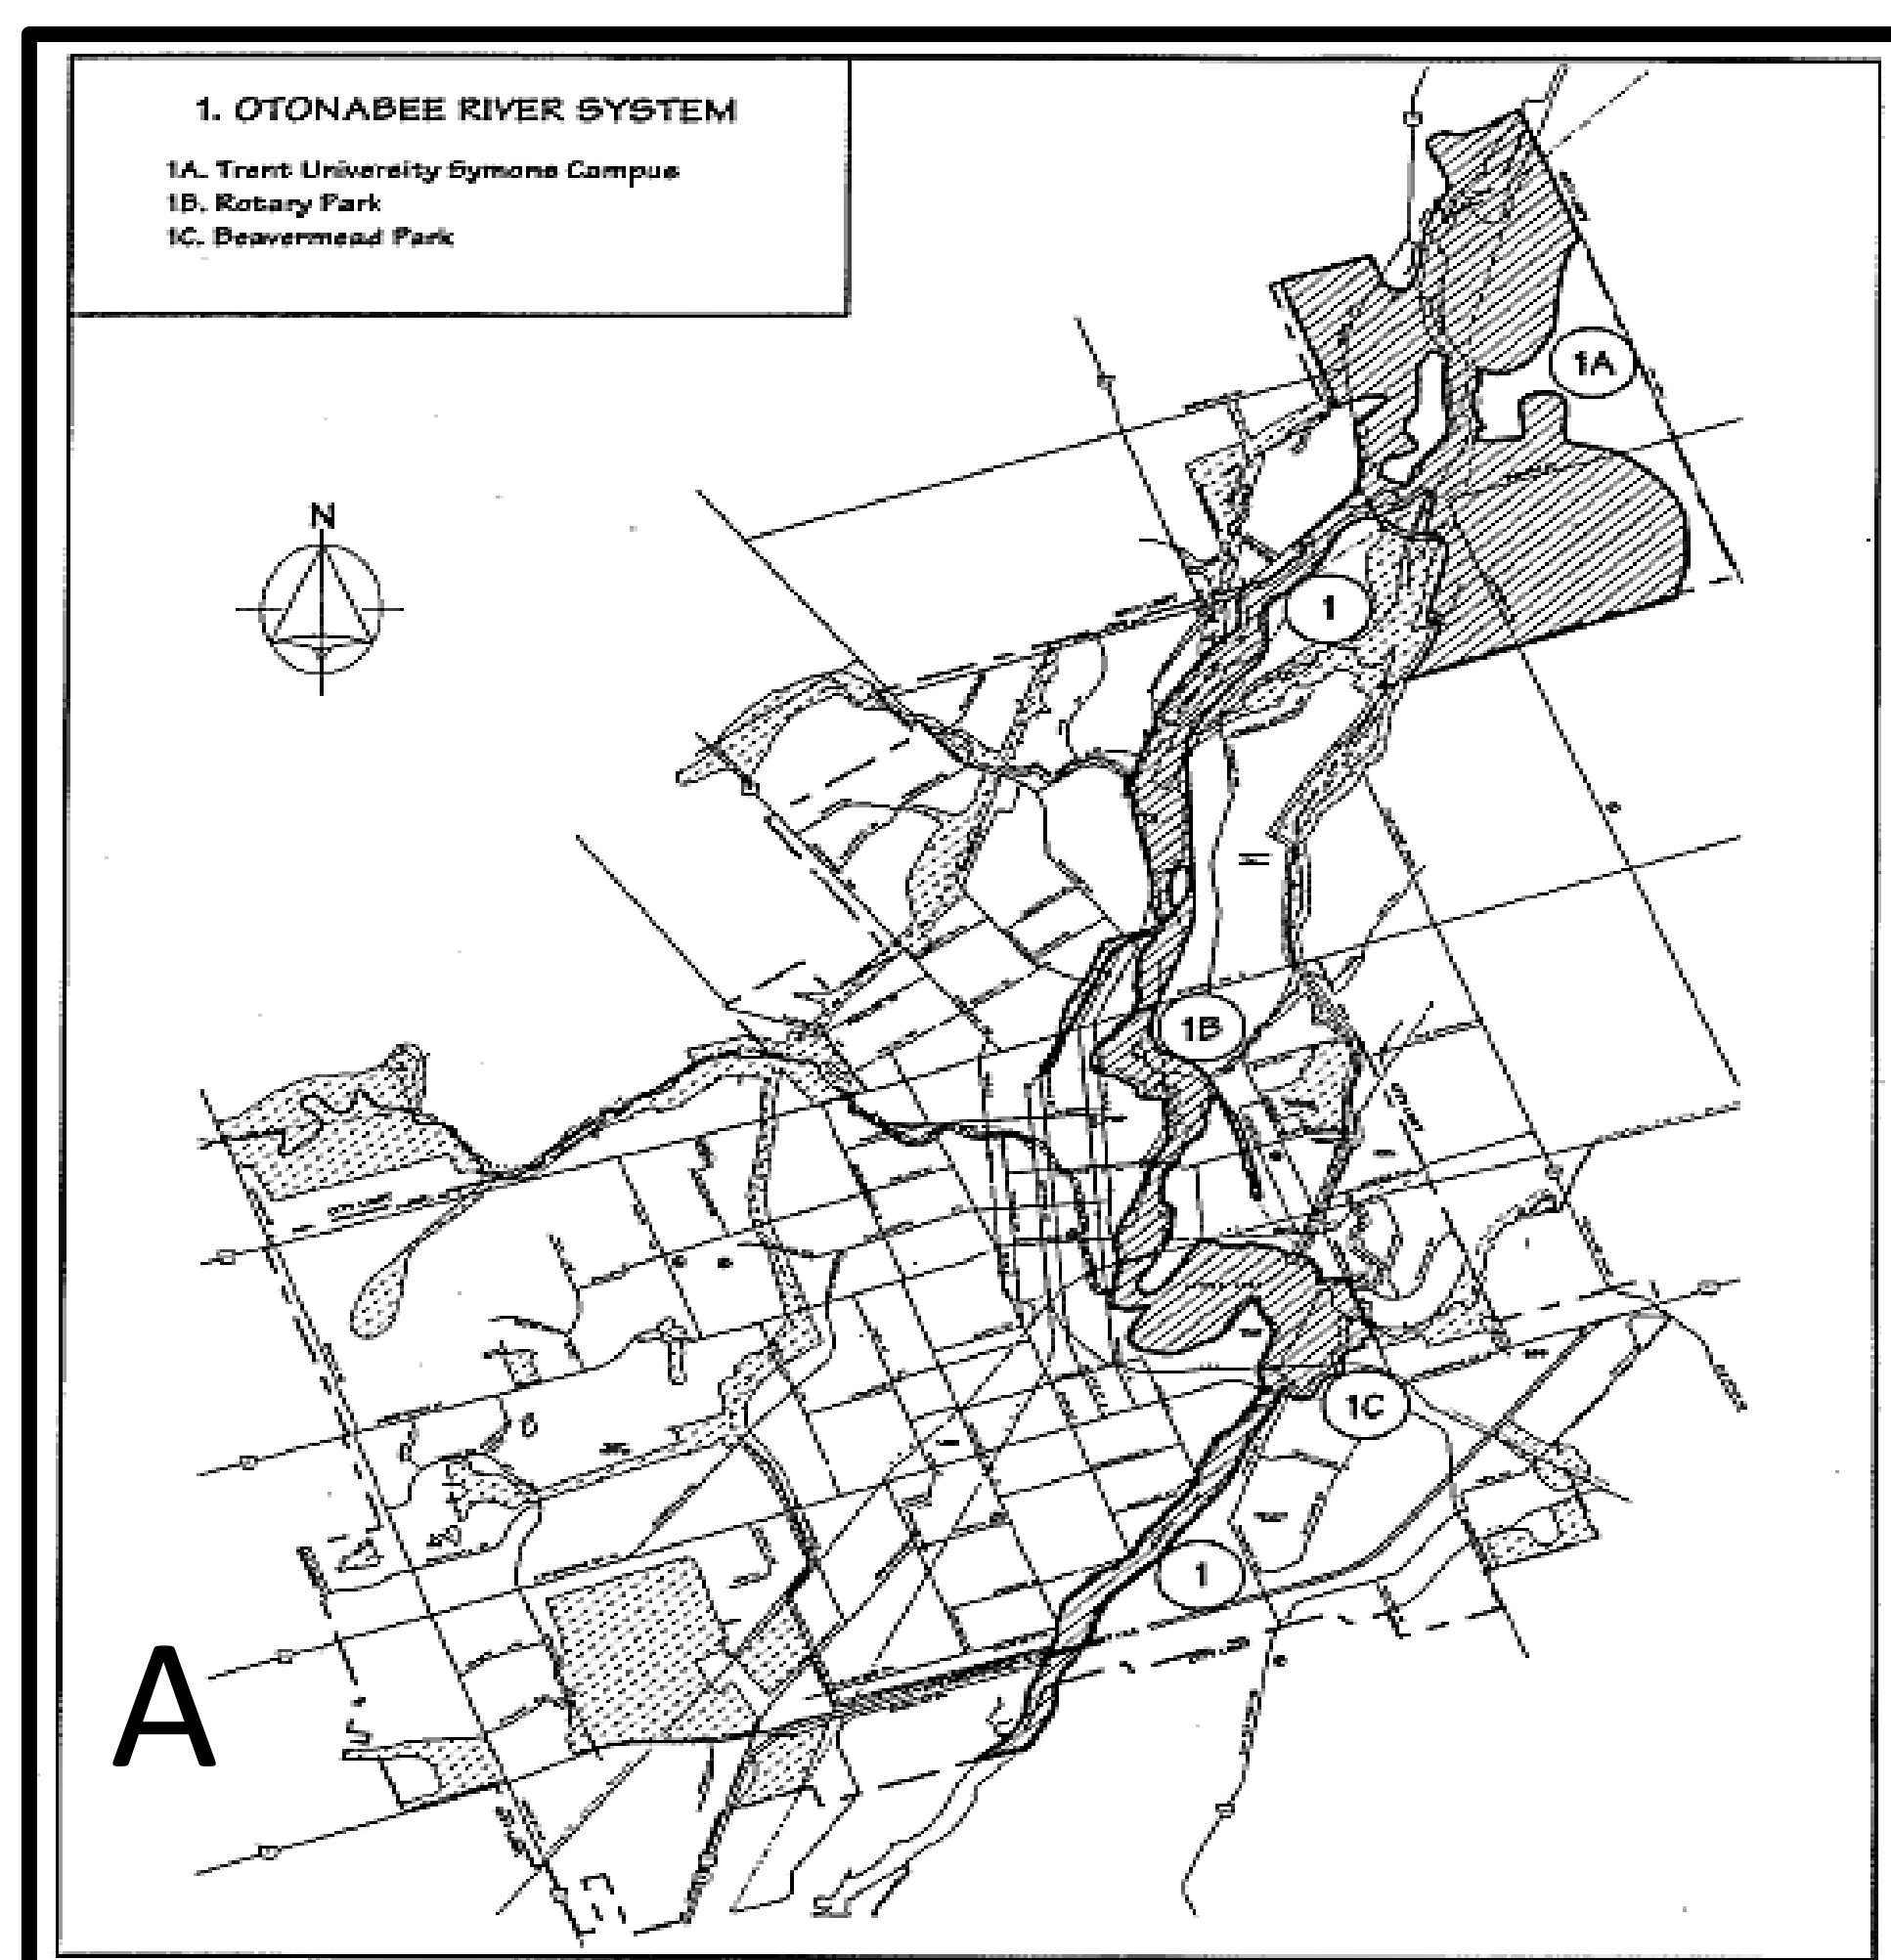 1. OTONABEE RIVER SYSTEM
1A. Trent University Symons Campus
1B. Rotary Park
1C. Beavermead Park
N
1A
1
1B
1C
1
A